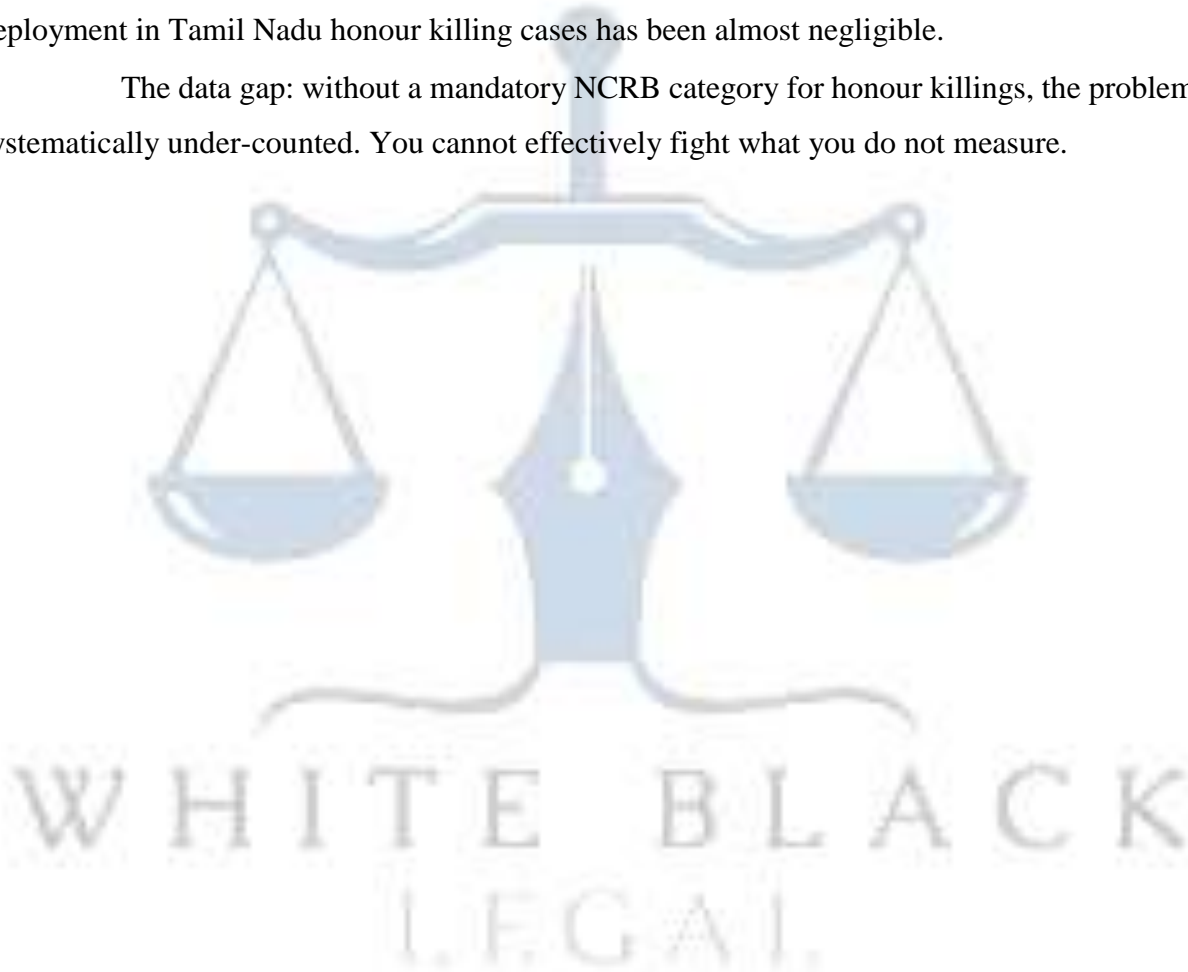 eployment in Tamil Nadu honour killing cases has been almost negligible.
The data gap: without a mandatory NCRB category for honour killings, the problem
ystematically under-counted. You cannot effectively fight what you do not measure.
WHITE BLACK
LEGAL